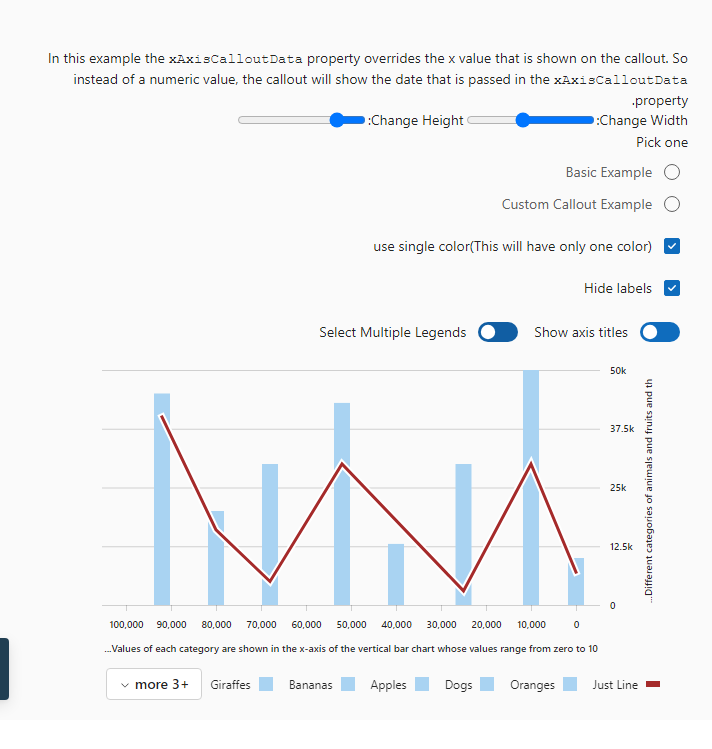 In this example the xAxisCalloutData property overrides the x value that is shown on the callout. So
instead of a numeric value, the callout will show the date that is passed in the xAxisCalloutData
.property
:Change Height :Change Width
Pick one
Basic Example
Custom Callout Example
use single color(This will have only one color)
Hide labels
Select Multiple Legends Show axis titles
50k
37.5k
25k
12.5k
0
...Different categories of animals and fruits and th
100,000 90,000 80,000 70,000 60,000 50,000 40,000 30,000 20,000 10,000 0
...Values of each category are shown in the x-axis of the vertical bar chart whose values range from zero to 10
more 3+ Giraffes Bananas Apples Dogs Oranges Just Line